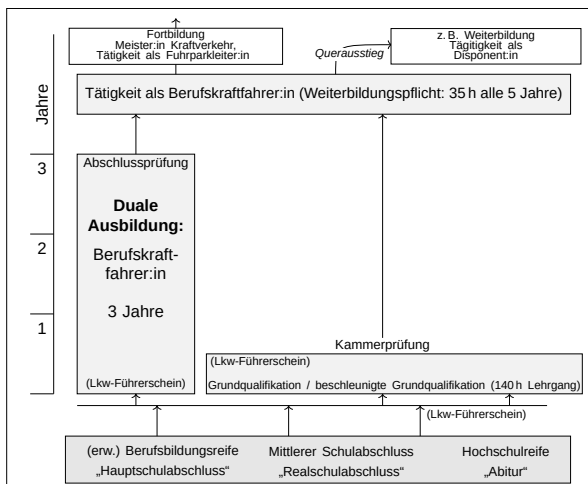 Fortbildung
Meister:in Kraftverkehr,
Tätigkeit als Fuhrparkleiter:in
Querausstieg
z. B. Weiterbildung
Tägitigkeit als
Disponent:in
Tätigkeit als Berufskraftfahrer:in (Weiterbildungspflicht: 35 h alle 5 Jahre)
Jahre
3
2
1
Abschlussprüfung
Duale
Ausbildung:
Berufskraft-
fahrer:in
3 Jahre
(Lkw-Führerschein)
Kammerprüfung
(Lkw-Führerschein)
Grundqualifikation / beschleunigte Grundqualifikation (140 h Lehrgang)
(Lkw-Führerschein)
(erw.) Berufsbildungsreife
„Hauptschulabschluss“
Mittlerer Schulabschluss
„Realschulabschluss“
Hochschulreife
„Abitur“